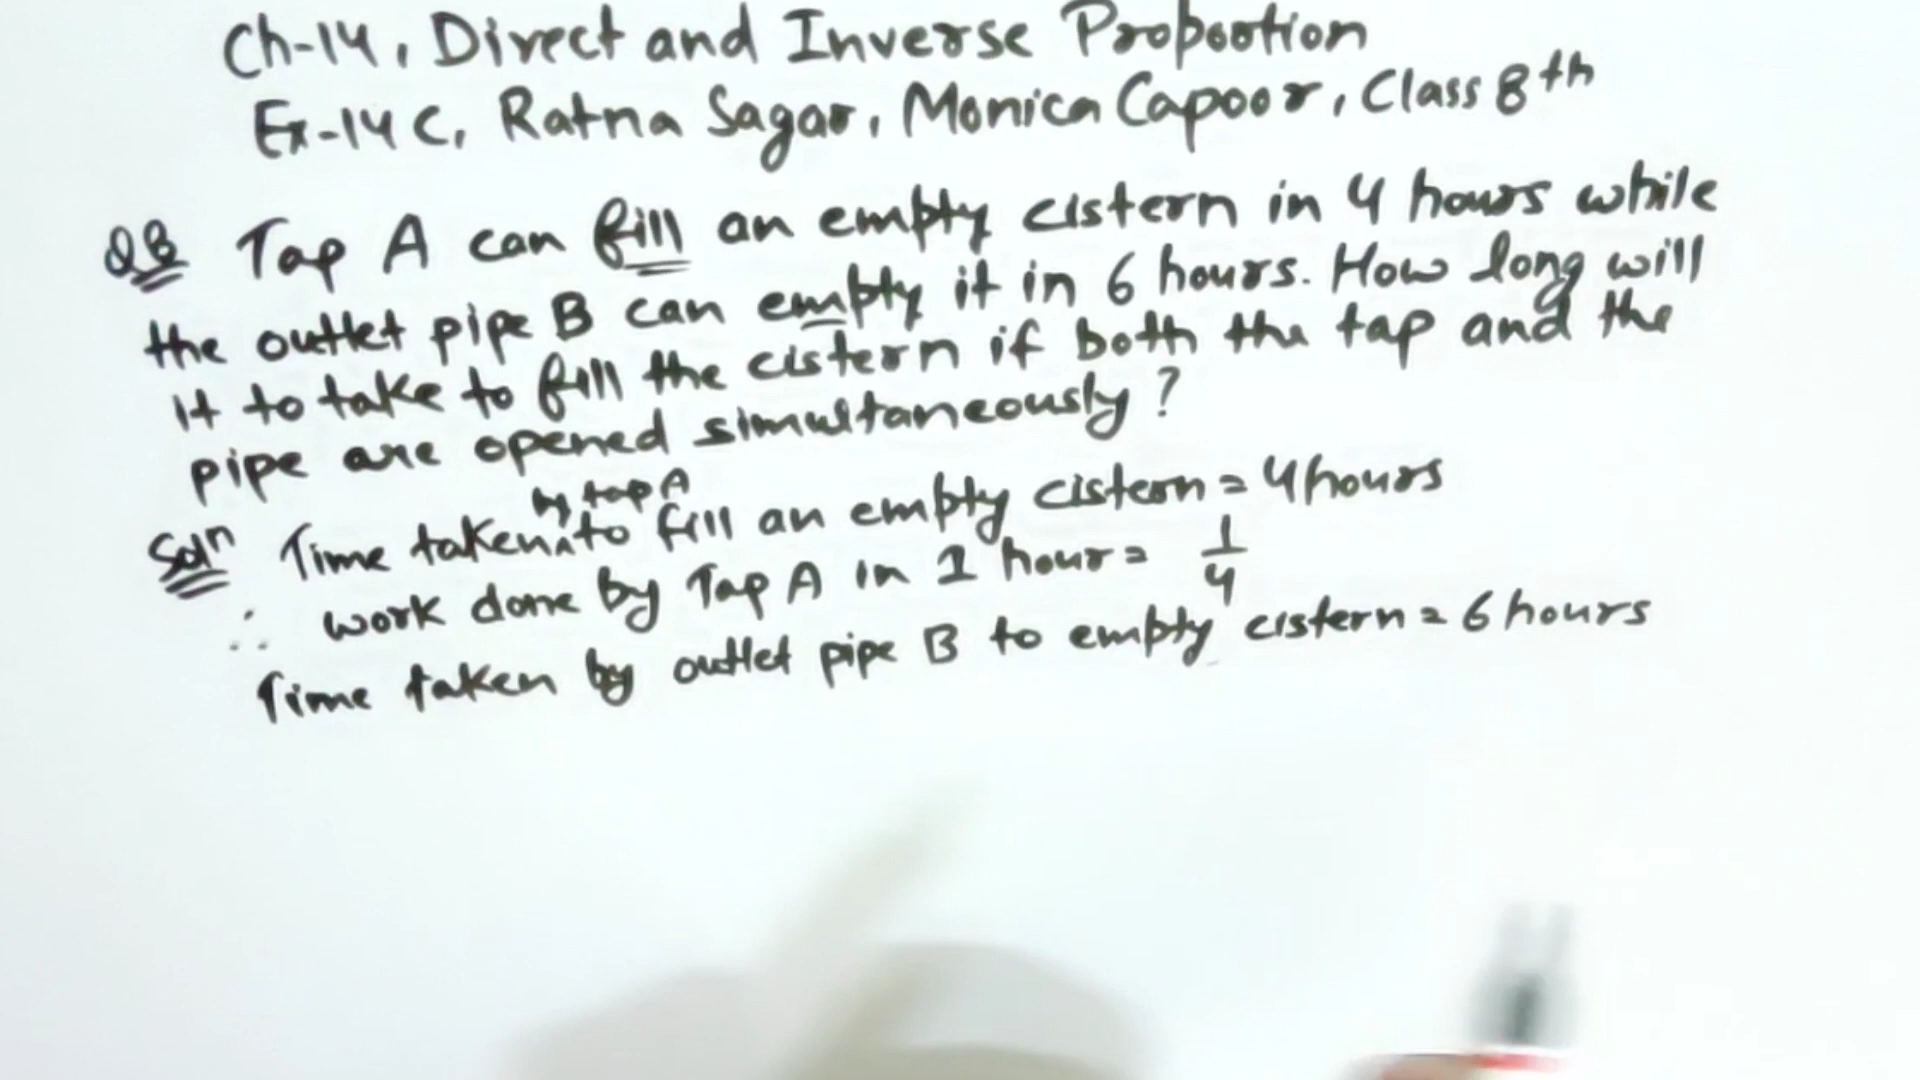 Ch-14, Direct and Inverse Proportion
Ex-14C, Ratna Sagar, Monica Capoor, Class 8th
Q8 Tap A can fill an empty cistern in 4 hours while
the outlet pipe B can empty it in 6 hours. How long will
it to take to fill the cistern if both the tap and the
pipe are opened simultaneously?
by tap A
Soln Time taken^to fill an empty cistern = 4 hours
∴ work done by Tap A in 1 hour = 1/4
Time taken by outlet pipe B to empty cistern = 6 hours